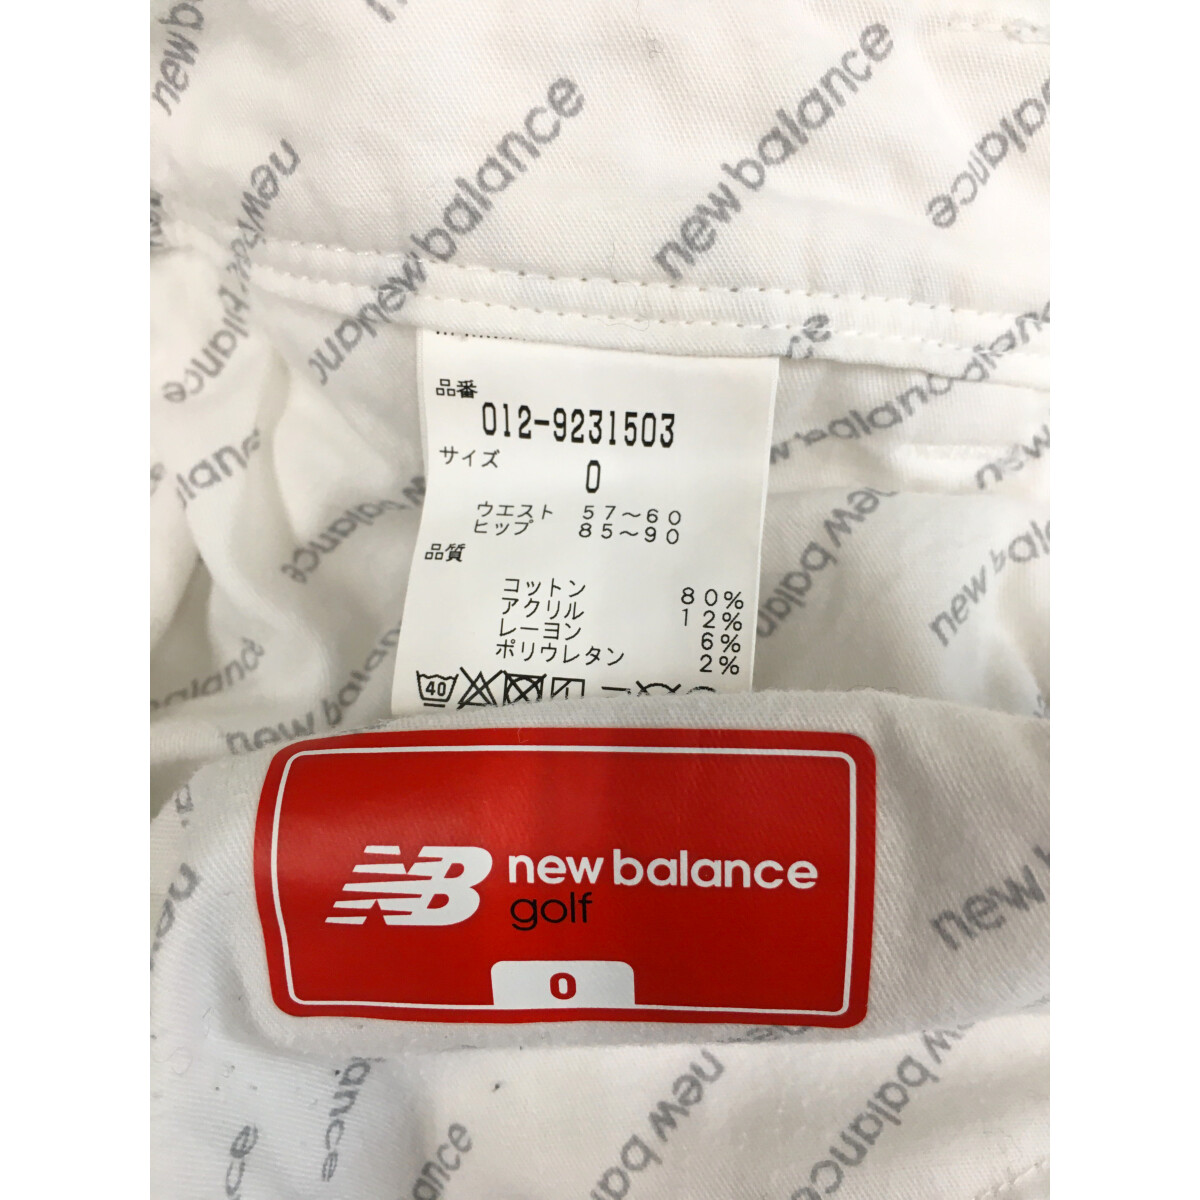 品番
012-9231503
サイズ
0
ウエスト 57～60
ヒップ 85～90
品質
コットン 80%
アクリル 12%
レーヨン 6%
ポリウレタン 2%
40
NB new balance
golf
0
new balance
new balance
new balance
new balance
new balance
new balance